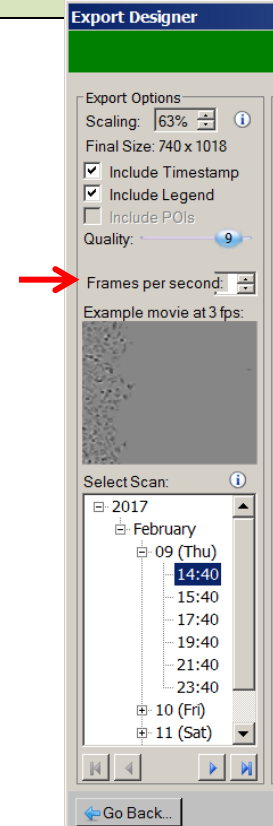 Export Designer
Export Options
Scaling: 63%
Final Size: 740 x 1018
Include Timestamp
Include Legend
Include POIs
Quality: 9
Frames per second:
Example movie at 3 fps:
Select Scan:
2017
February
09 (Thu)
14:40
15:40
17:40
19:40
21:40
23:40
10 (Fri)
11 (Sat)
Go Back...